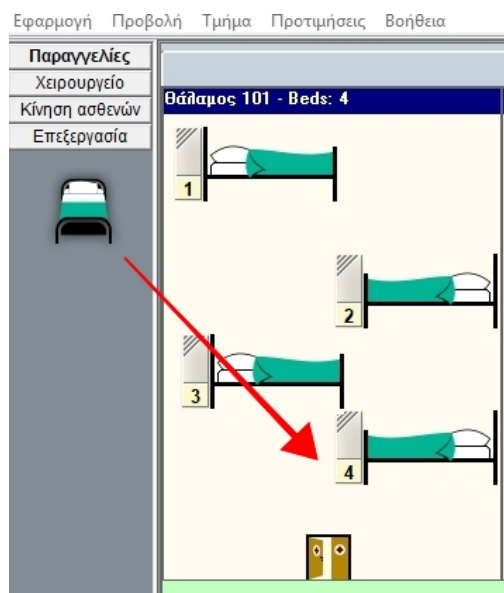 Εφαρμογή Προβολή Τμήμα Προτιμήσεις Βοήθεια
Παραγγελίες
Χειρουργείο
Κίνηση ασθενών
Επεξεργασία
Θάλαμος 101 - Beds: 4
1
2
3
4